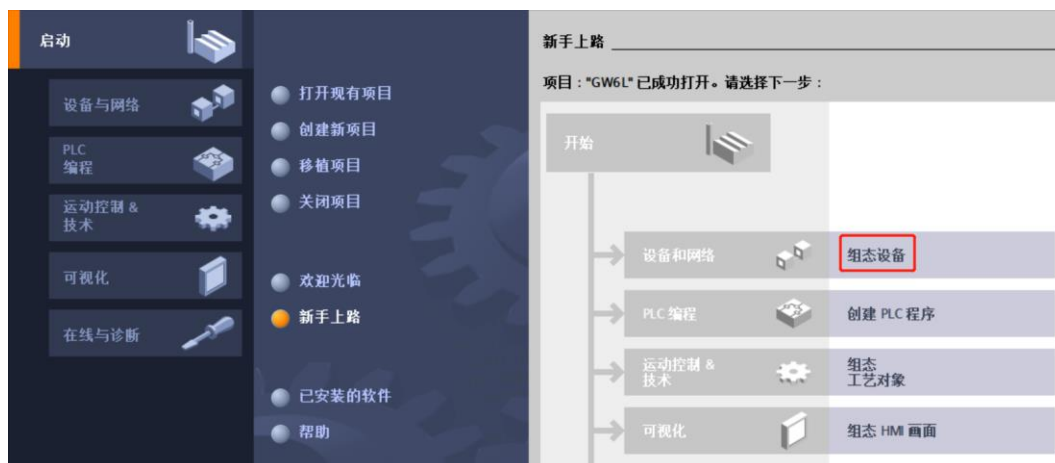 启动
设备与网络
PLC
编程
运动控制 &
技术
可视化
在线与诊断
打开现有项目
创建新项目
移植项目
关闭项目
欢迎光临
新手上路
已安装的软件
帮助
新手上路
项目："GW6L" 已成功打开。请选择下一步：
开始
设备和网络
组态设备
PLC 编程
创建 PLC 程序
运动控制 &
技术
组态
工艺对象
可视化
组态 HMI 画面